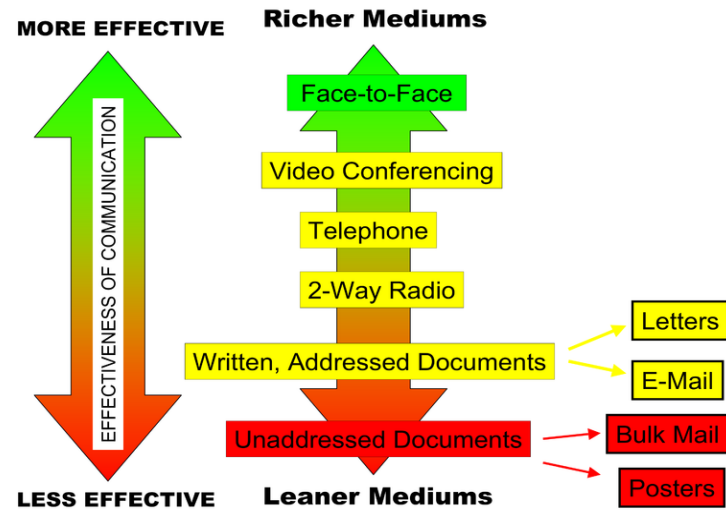 MORE EFFECTIVE
Richer Mediums
EFFECTIVENESS OF COMMUNICATION
Face-to-Face
Video Conferencing
Telephone
2-Way Radio
Letters
Written, Addressed Documents
E-Mail
Bulk Mail
Unaddressed Documents
Posters
LESS EFFECTIVE
Leaner Mediums